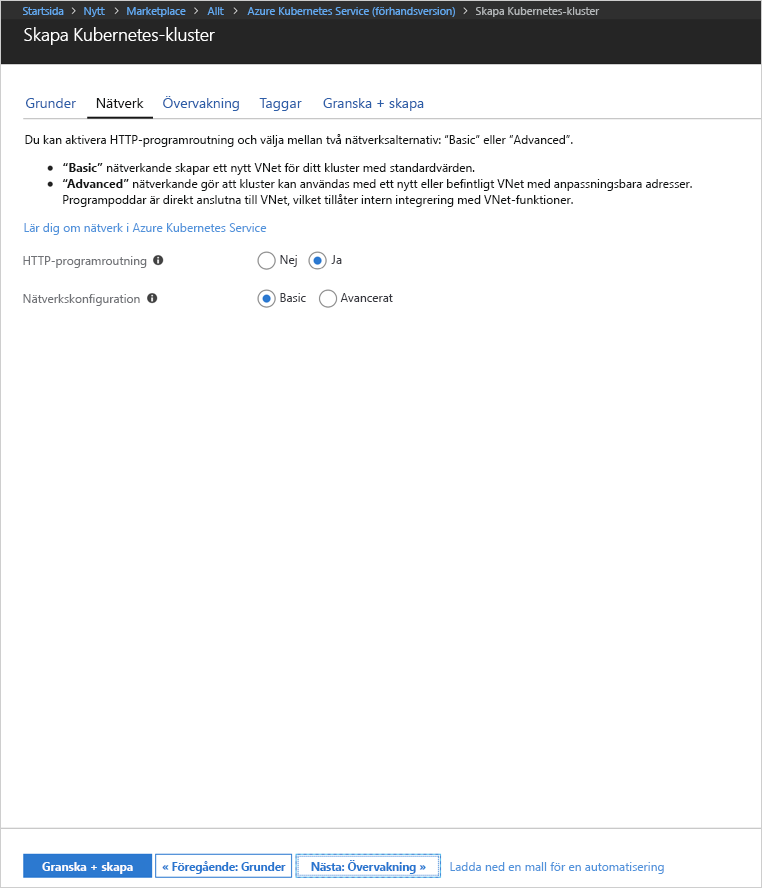 Startsida > Nytt > Marketplace > Allt > Azure Kubernetes Service (förhandsversion) > Skapa Kubernetes-kluster
Skapa Kubernetes-kluster
Grunder Nätverk Övervakning Taggar Granska + skapa
Du kan aktivera HTTP-programroutning och välja mellan två nätverksalternativ: "Basic" eller "Advanced".
• "Basic" nätverkande skapar ett nytt VNet för ditt kluster med standardvärden.
• "Advanced" nätverkande gör att kluster kan användas med ett nytt eller befintligt VNet med anpassningsbara adresser.
Programpoddar är direkt anslutna till VNet, vilket tillåter intern integrering med VNet-funktioner.
Lär dig om nätverk i Azure Kubernetes Service
HTTP-programroutning Nej Ja
Nätverkskonfiguration Basic Avancerat
Granska + skapa « Föregående: Grunder Nästa: Övervakning » Ladda ned en mall för en automatisering